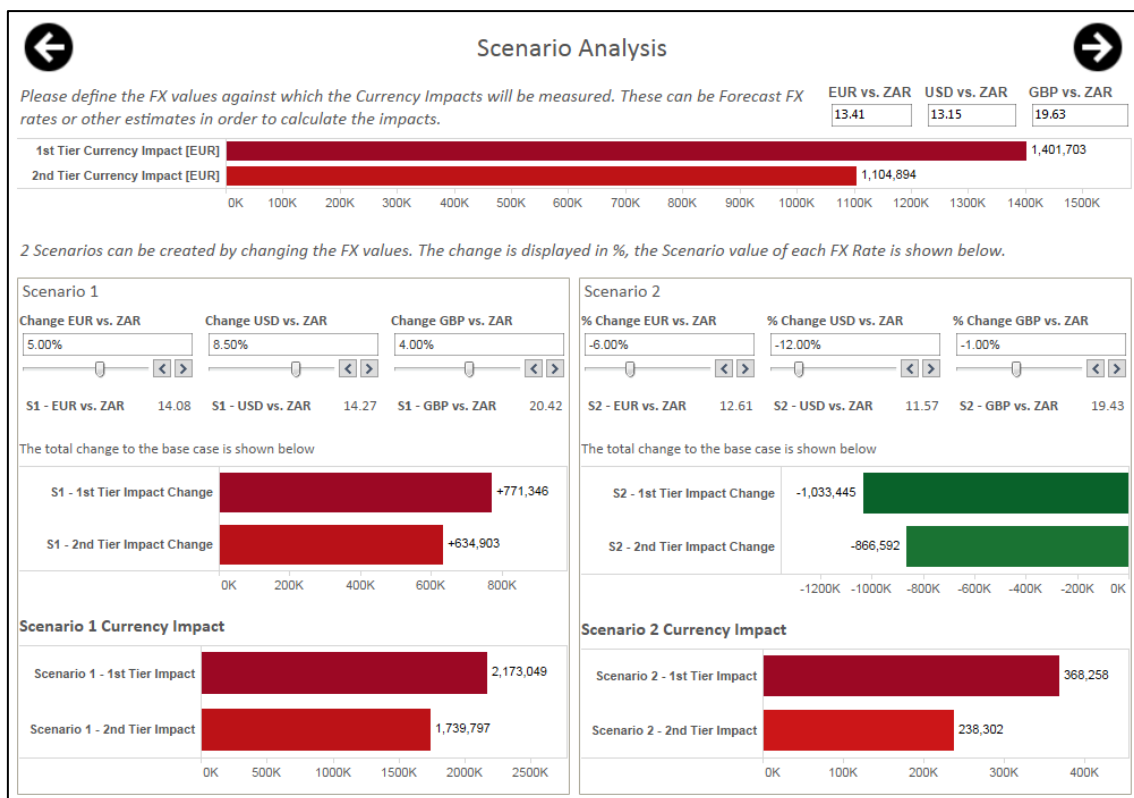 Scenario Analysis
Please define the FX values against which the Currency Impacts will be measured. These can be Forecast FX
rates or other estimates in order to calculate the impacts.
EUR vs. ZAR USD vs. ZAR GBP vs. ZAR
13.41 13.15 19.63
1st Tier Currency Impact [EUR] 1,401,703
2nd Tier Currency Impact [EUR] 1,104,894
0K 100K 200K 300K 400K 500K 600K 700K 800K 900K 1000K 1100K 1200K 1300K 1400K 1500K
2 Scenarios can be created by changing the FX values. The change is displayed in %, the Scenario value of each FX Rate is shown below.
Scenario 1
Change EUR vs. ZAR Change USD vs. ZAR Change GBP vs. ZAR
5.00% 8.50% 4.00%
S1 - EUR vs. ZAR 14.08 S1 - USD vs. ZAR 14.27 S1 - GBP vs. ZAR 20.42
The total change to the base case is shown below
S1 - 1st Tier Impact Change +771,346
S1 - 2nd Tier Impact Change +634,903
0K 200K 400K 600K 800K
Scenario 1 Currency Impact
Scenario 1 - 1st Tier Impact 2,173,049
Scenario 1 - 2nd Tier Impact 1,739,797
0K 500K 1000K 1500K 2000K 2500K
Scenario 2
% Change EUR vs. ZAR % Change USD vs. ZAR % Change GBP vs. ZAR
-6.00% -12.00% -1.00%
S2 - EUR vs. ZAR 12.61 S2 - USD vs. ZAR 11.57 S2 - GBP vs. ZAR 19.43
The total change to the base case is shown below
S2 - 1st Tier Impact Change -1,033,445
S2 - 2nd Tier Impact Change -866,592
-1200K -1000K -800K -600K -400K -200K 0K
Scenario 2 Currency Impact
Scenario 2 - 1st Tier Impact 368,258
Scenario 2 - 2nd Tier Impact 238,302
0K 100K 200K 300K 400K